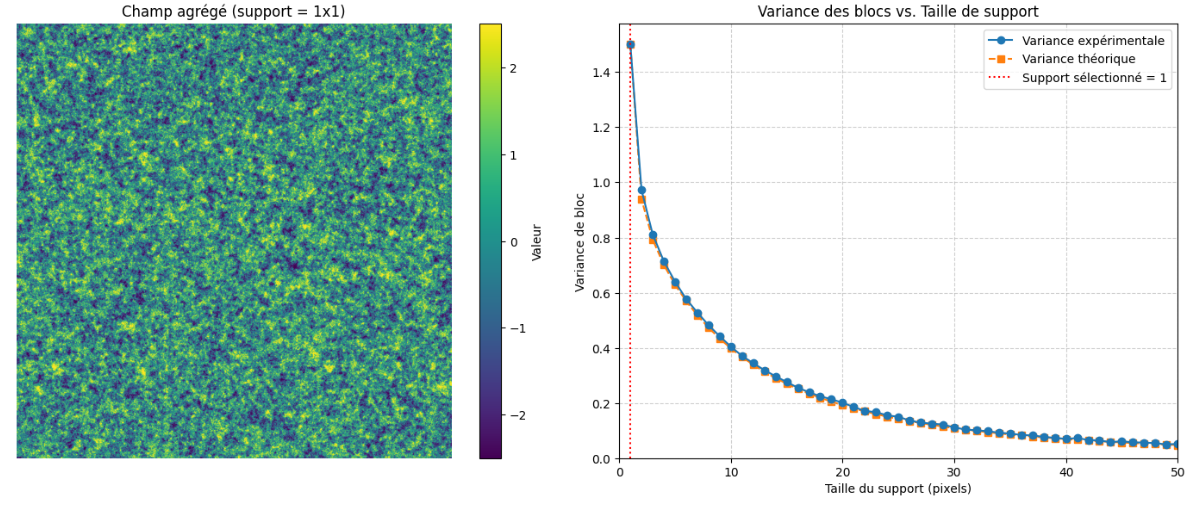 Champ agrégé (support = 1x1)
2
1
0
−1
−2
Valeur
Variance des blocs vs. Taille de support
Variance expérimentale
Variance théorique
Support sélectionné = 1
1.4
1.2
1.0
0.8
0.6
0.4
0.2
0.0
Variance de bloc
0 10 20 30 40 50
Taille du support (pixels)